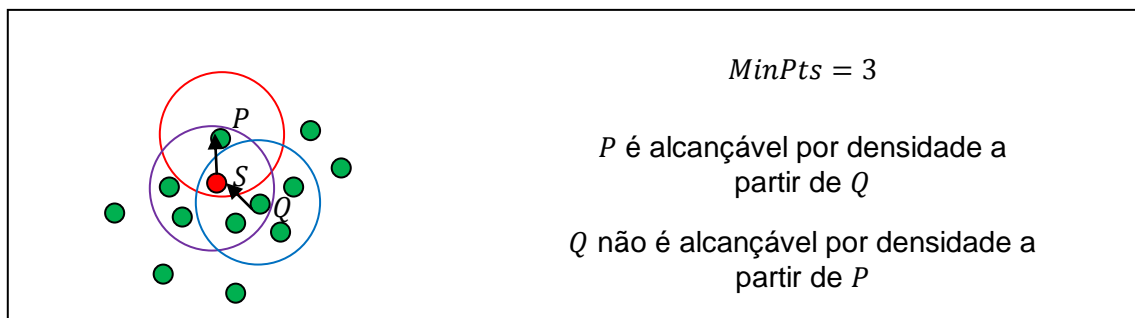 P
S
Q
MinPts = 3
P é alcançável por densidade a
partir de Q
Q não é alcançável por densidade a
partir de P